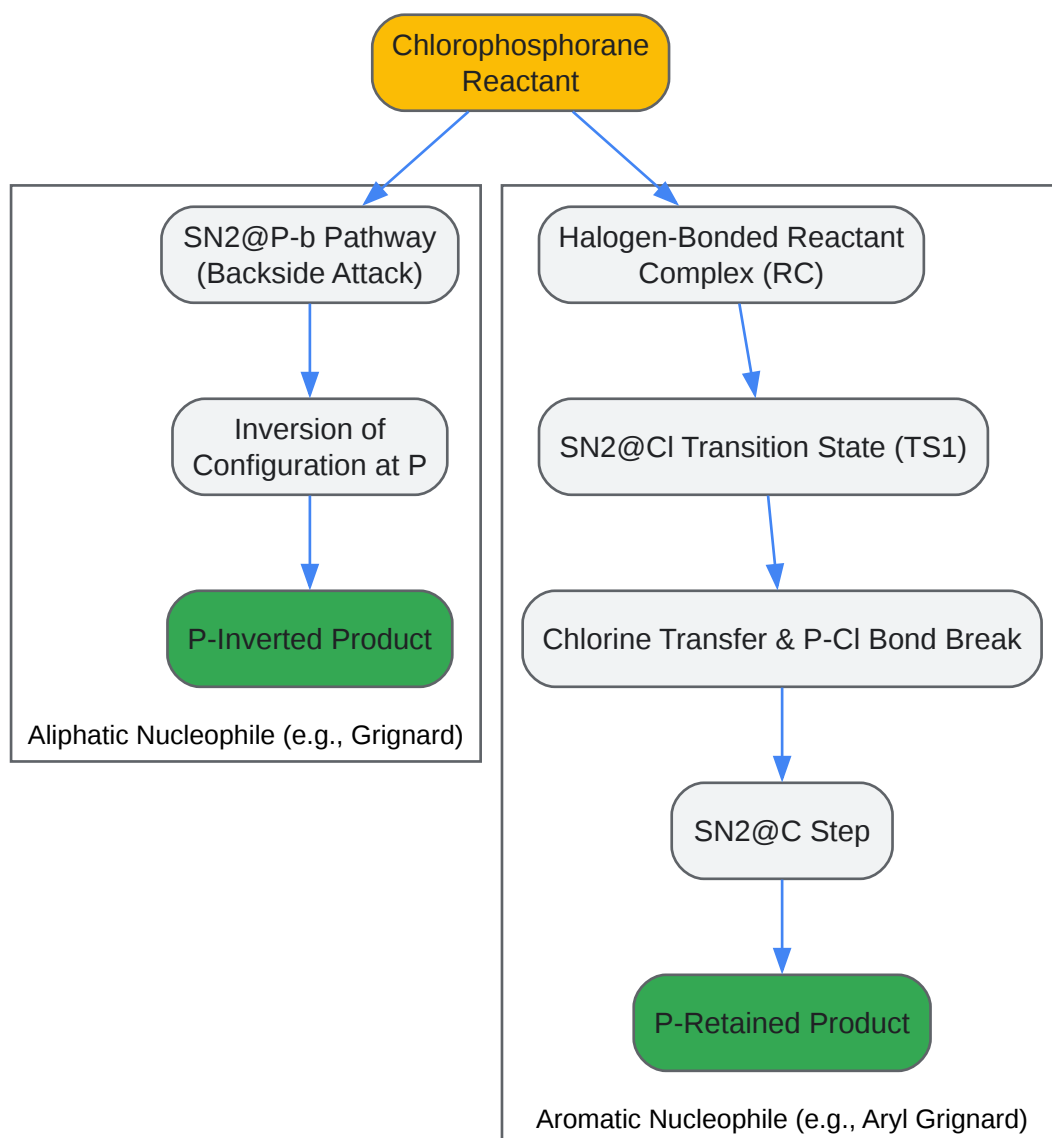 Chlorophosphorane
Reactant
SN2@P-b Pathway
(Backside Attack)
Inversion of
Configuration at P
P-Inverted Product
Aliphatic Nucleophile (e.g., Grignard)
Halogen-Bonded Reactant
Complex (RC)
SN2@Cl Transition State (TS1)
Chlorine Transfer & P-Cl Bond Break
SN2@C Step
P-Retained Product
Aromatic Nucleophile (e.g., Aryl Grignard)